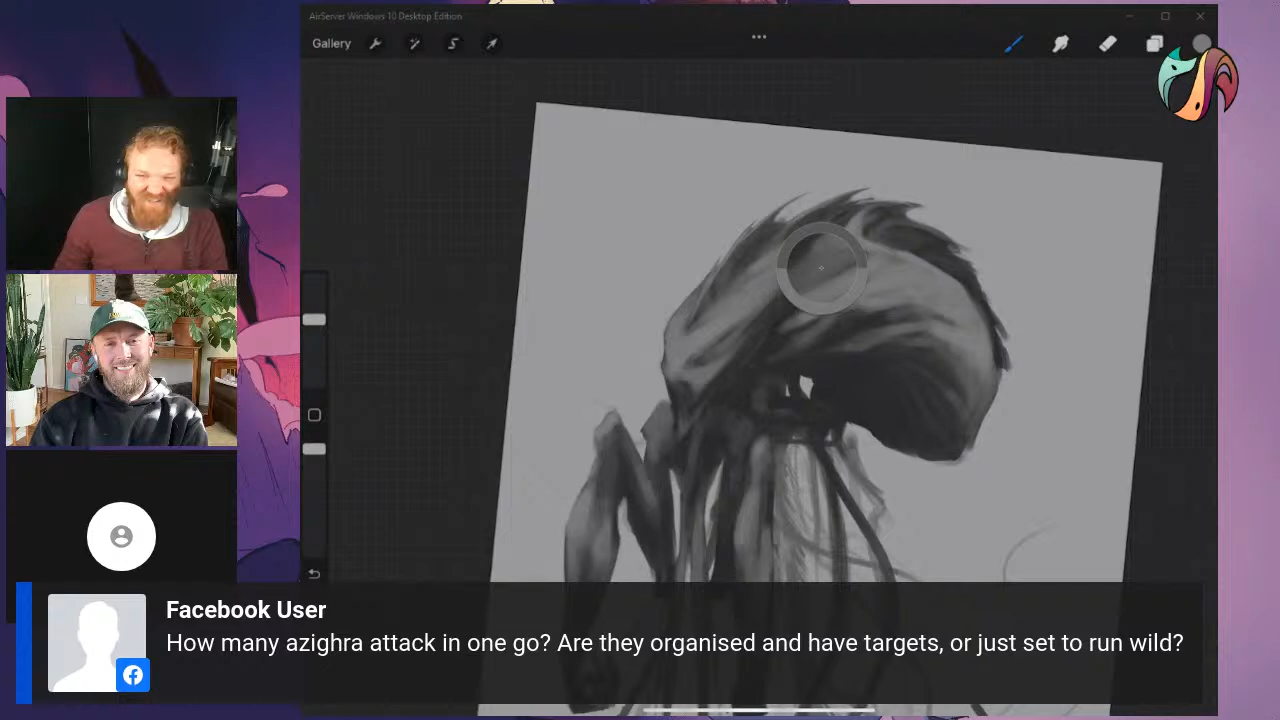 AirServer Windows 10 Desktop Edition
Gallery
Facebook User
How many azighra attack in one go? Are they organised and have targets, or just set to run wild?